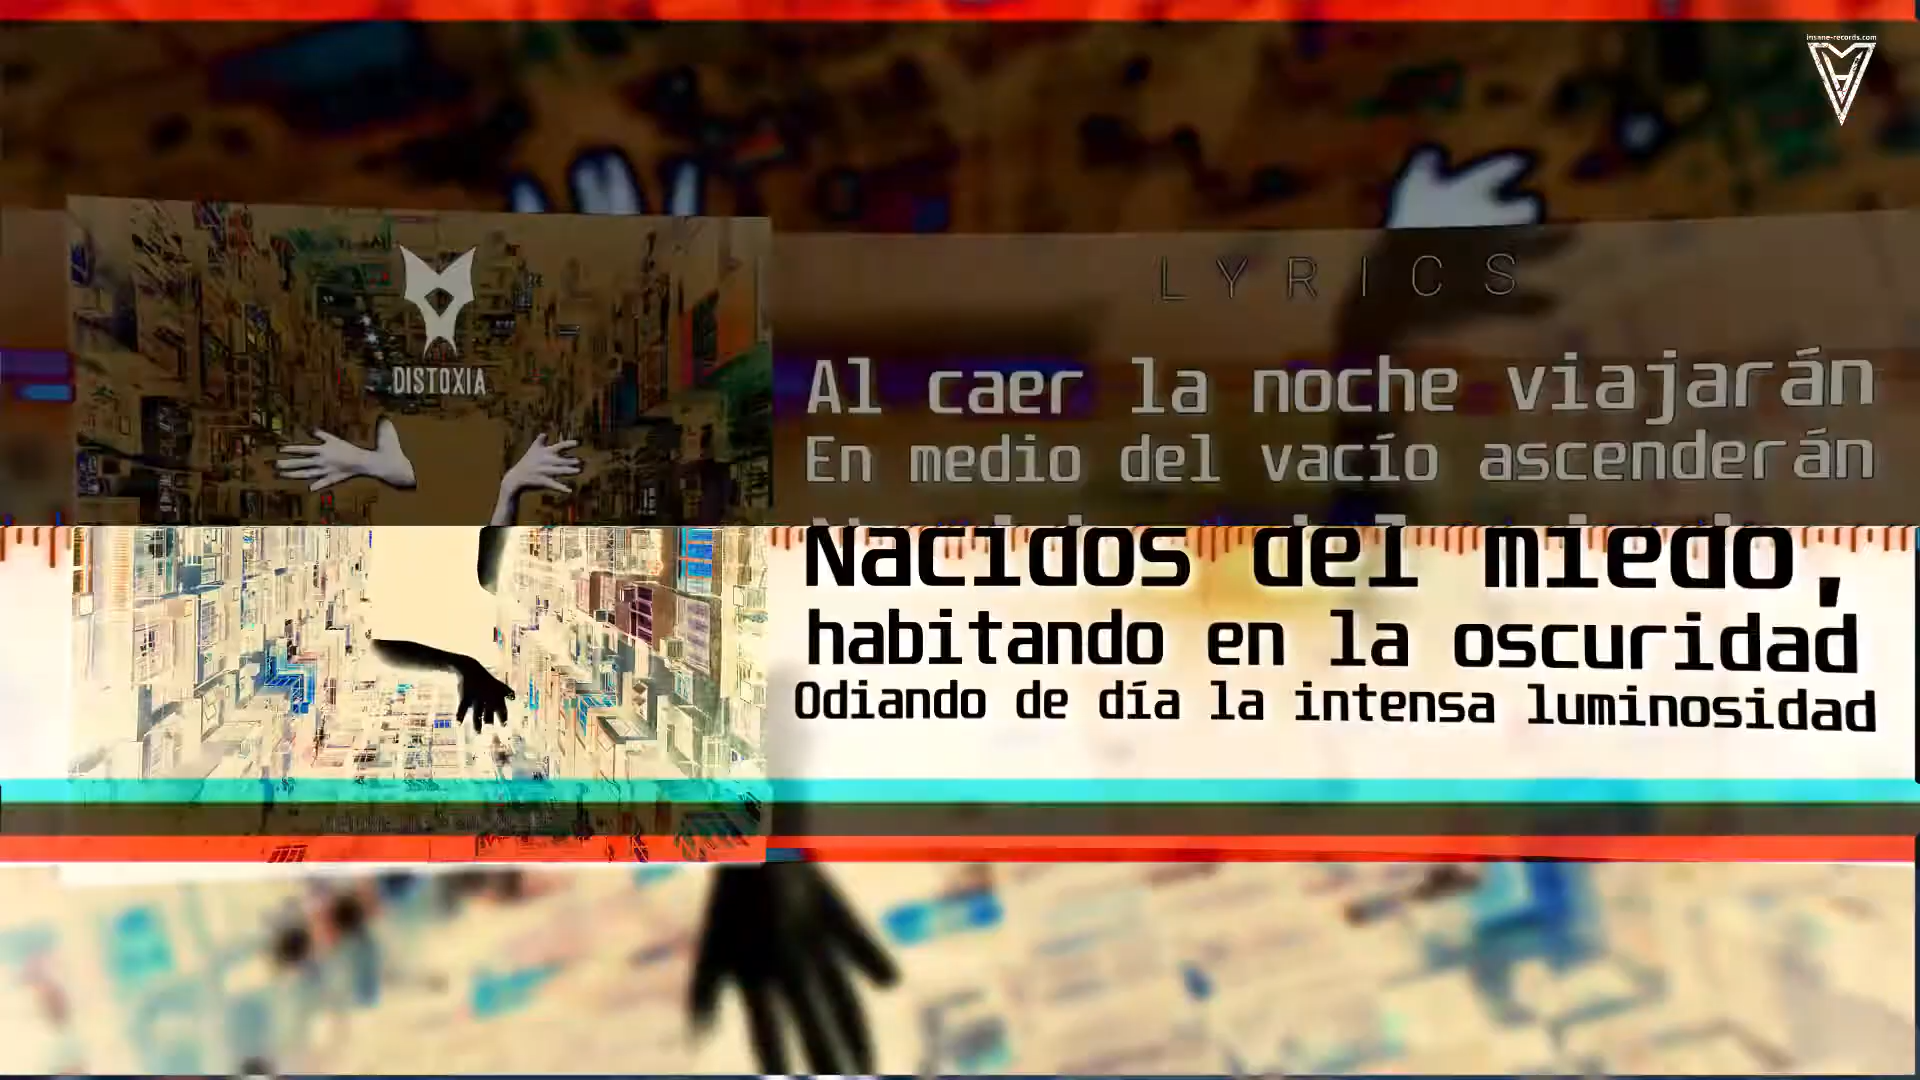 insane-records.com
DISTOXIA
LYRICS
Al caer la noche viajarán
En medio del vacío ascenderán
Nacidos del miedo,
habitando en la oscuridad
Odiando de día la intensa luminosidad